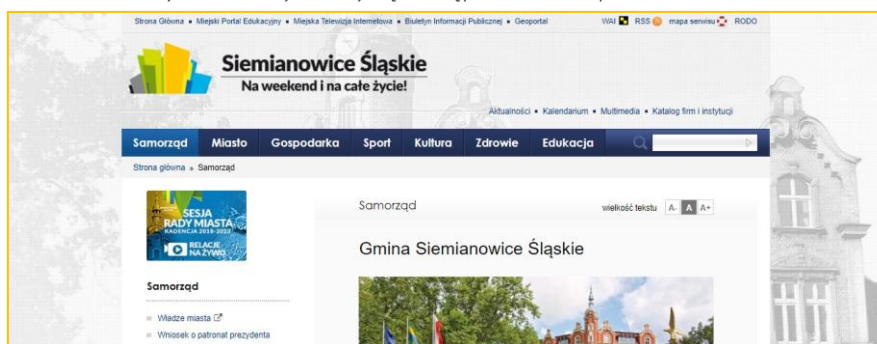 Strona Główna • Miejski Portal Edukacyjny • Miejska Telewizja Internetowa • Biuletyn Informacji Publicznej • Geoportal WAI RSS mapa serwisu RODO
Siemianowice Śląskie
Na weekend i na całe życie!
Aktualności • Kalendarium • Multimedia • Katalog firm i instytucji
Samorząd Miasto Gospodarka Sport Kultura Zdrowie Edukacja
Strona główna » Samorząd
SESJA
RADY MIASTA
KADENCJA 2018-2023
RELACJE
NA ŻYWO
Samorząd wielkość tekstu A- A A+
Gmina Siemianowice Śląskie
Samorząd
Władze miasta
Wniosek o patronat prezydenta